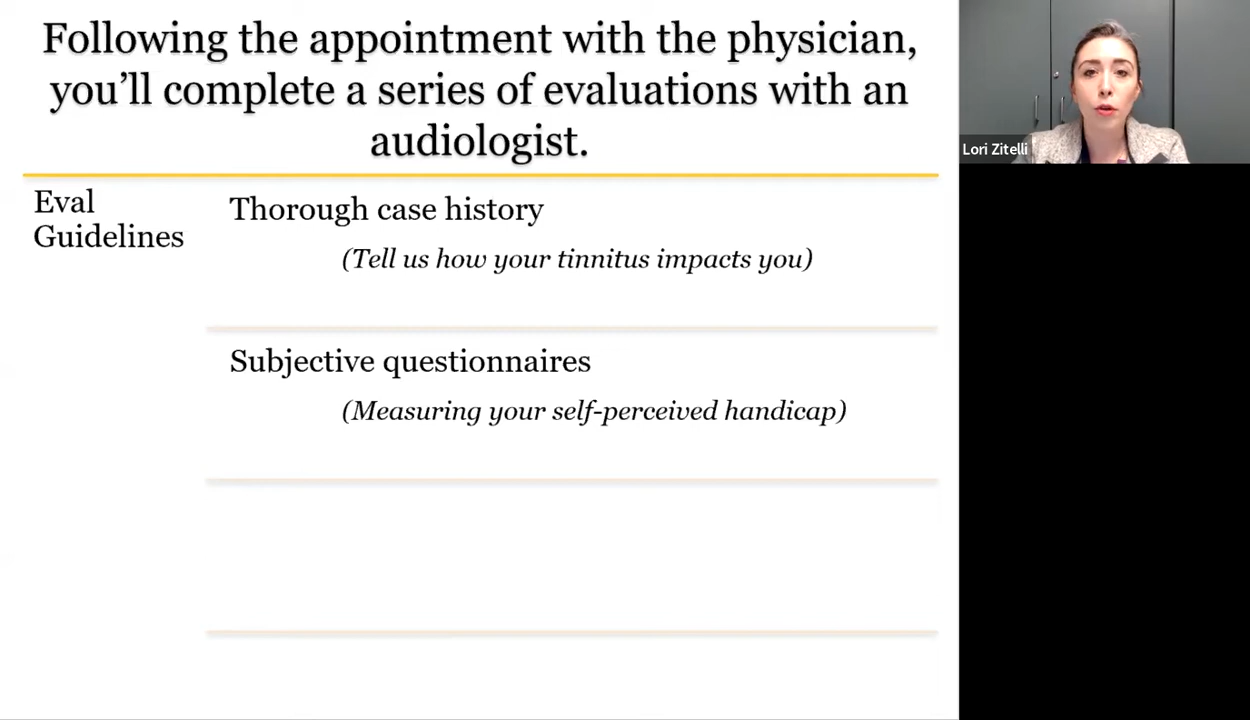 Following the appointment with the physician,
you’ll complete a series of evaluations with an
audiologist.
Lori Zitelli
Eval
Guidelines
Thorough case history
(Tell us how your tinnitus impacts you)
Subjective questionnaires
(Measuring your self-perceived handicap)